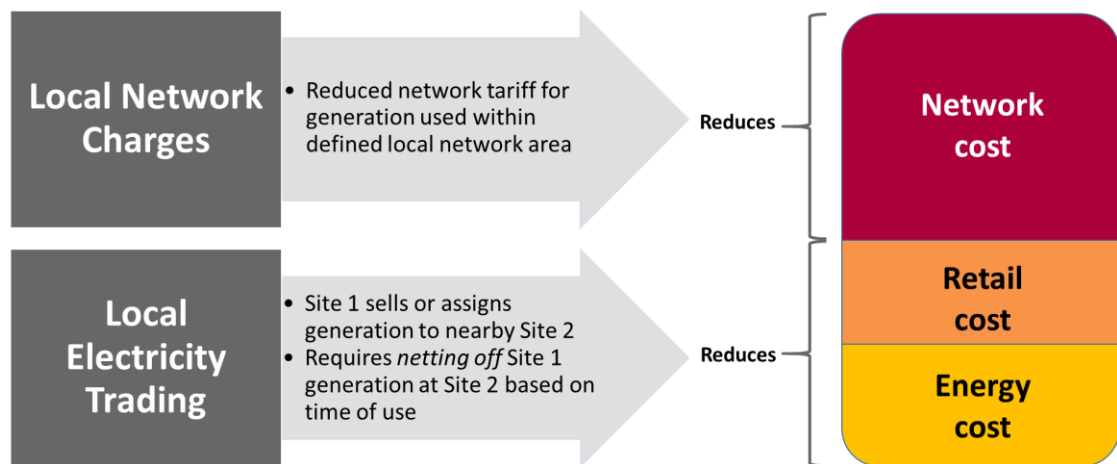 Local Network
Charges
• Reduced network tariff for
generation used within
defined local network area
Reduces
Network
cost
Local
Electricity
Trading
• Site 1 sells or assigns
generation to nearby Site 2
• Requires netting off Site 1
generation at Site 2 based on
time of use
Reduces
Retail
cost
Energy
cost